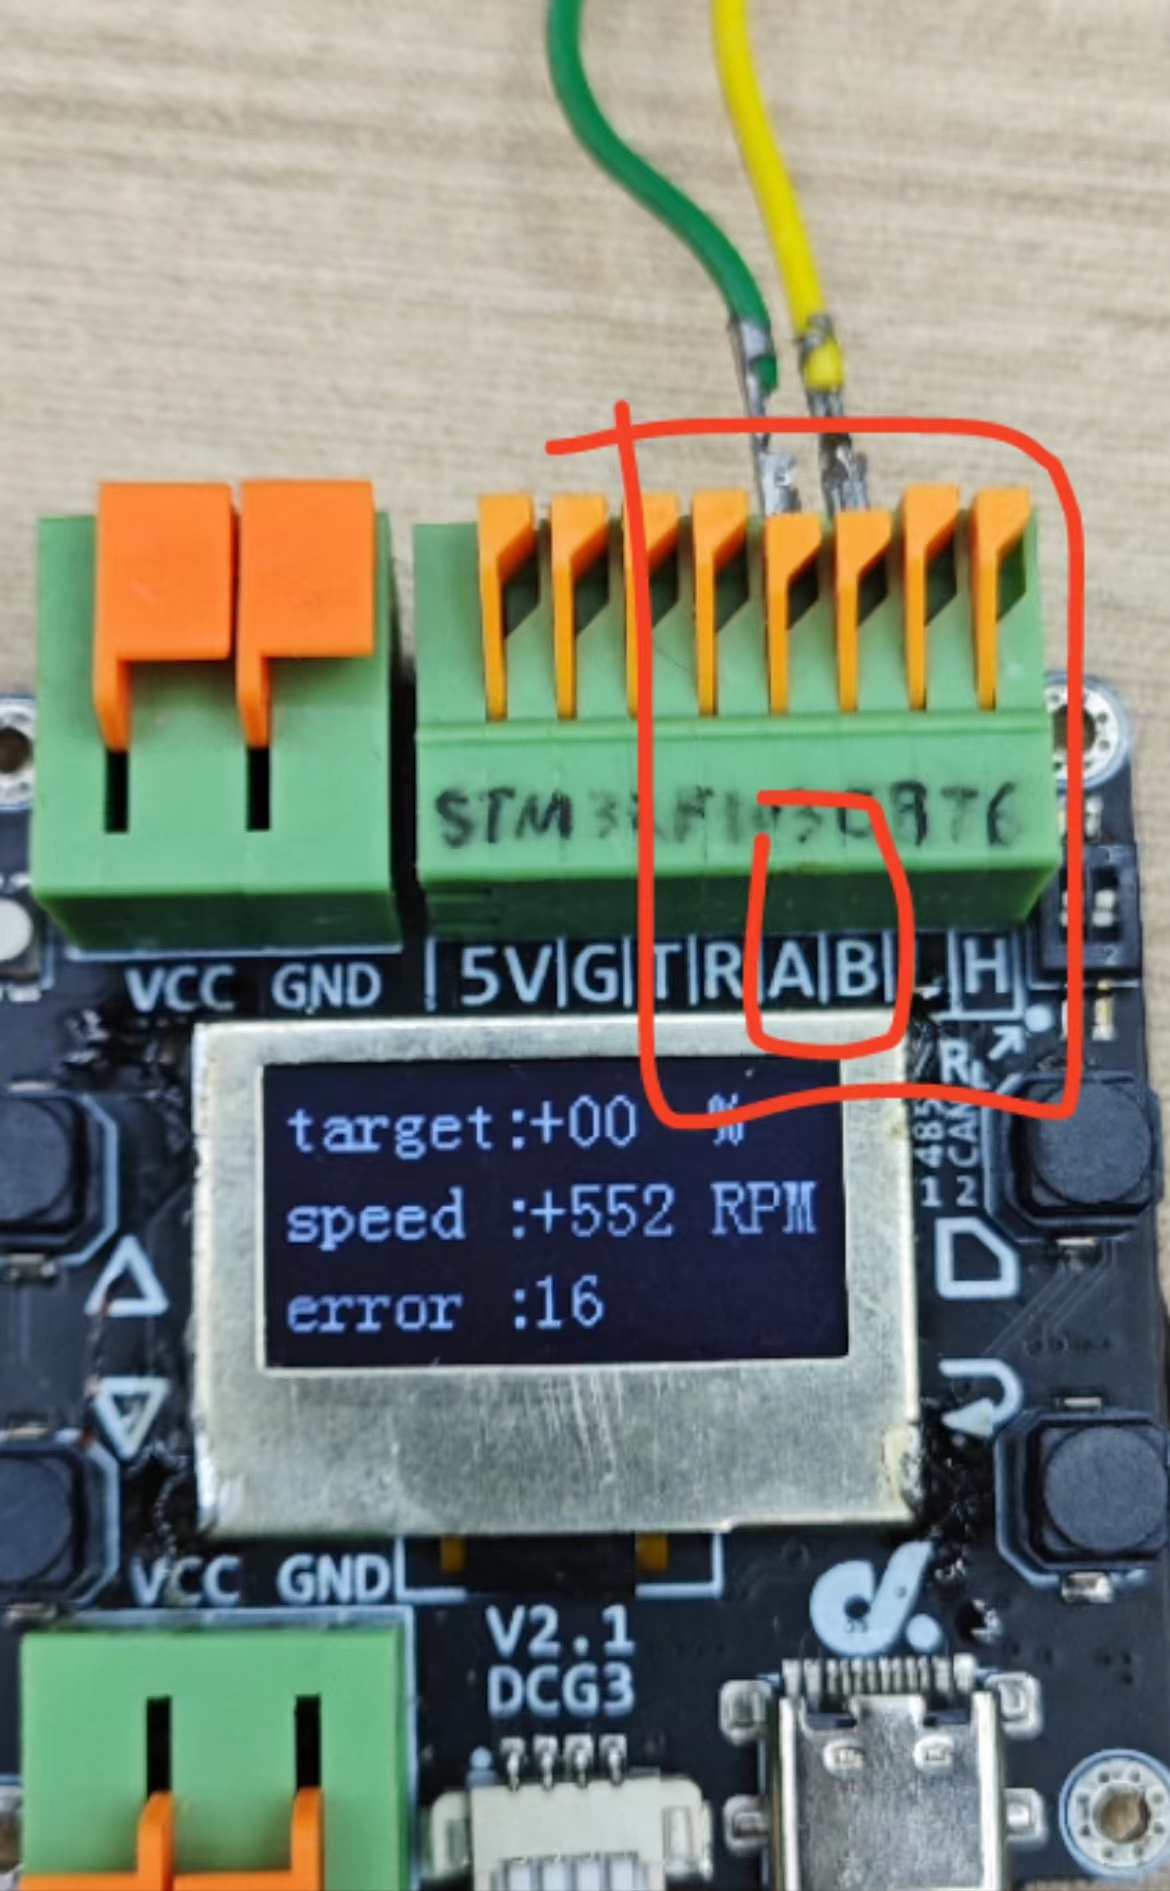 STM32F103CBT6
VCC GND |5V|G|T|R|A|B| |H|
target:+00 %
speed :+552 RPM
error :16
485
CAN
1 2
VCC GND
V2.1
DCG3